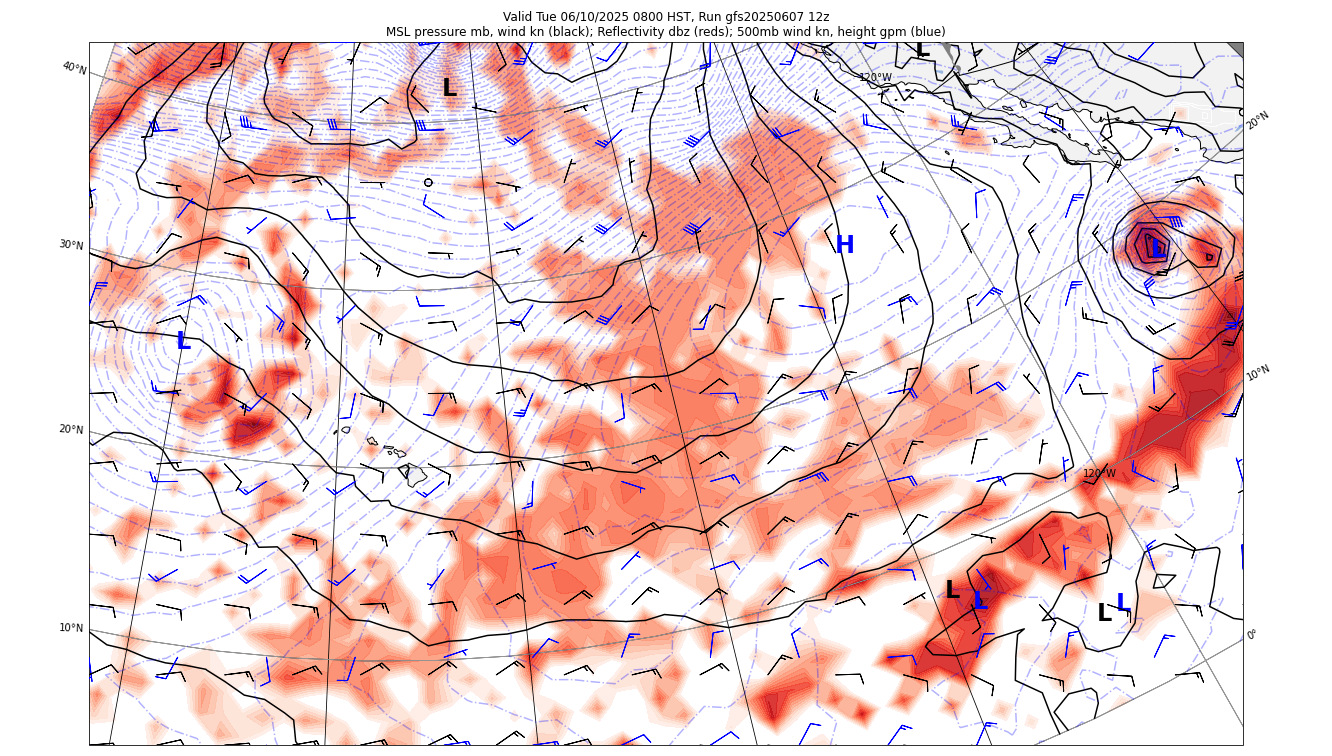 Valid Tue 06/10/2025 0800 HST, Run gfs20250607 12z
MSL pressure mb, wind kn (black); Reflectivity dbz (reds); 500mb wind kn, height gpm (blue)
L
40°N
120°W
L
20°N
30°N
H
L
L
10°N
20°N
120°W
L
L
L
L
10°N
0°